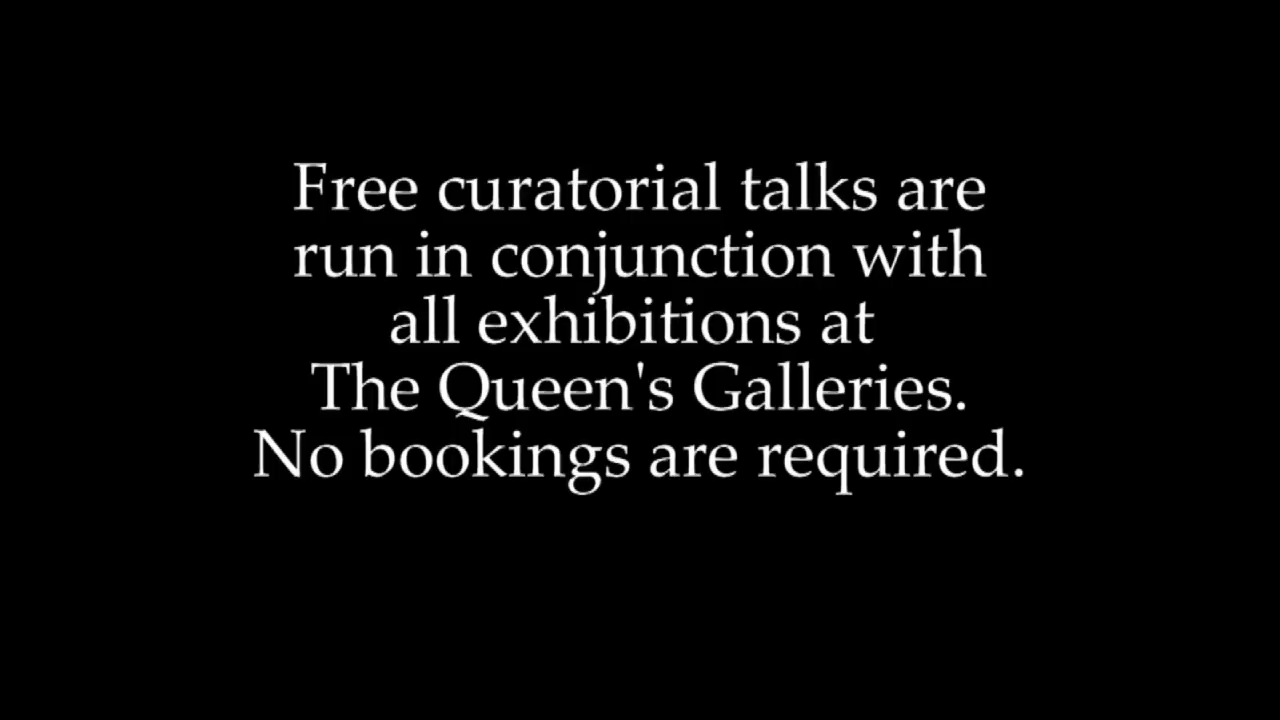 Free curatorial talks are
run in conjunction with
all exhibitions at
The Queen's Galleries.
No bookings are required.